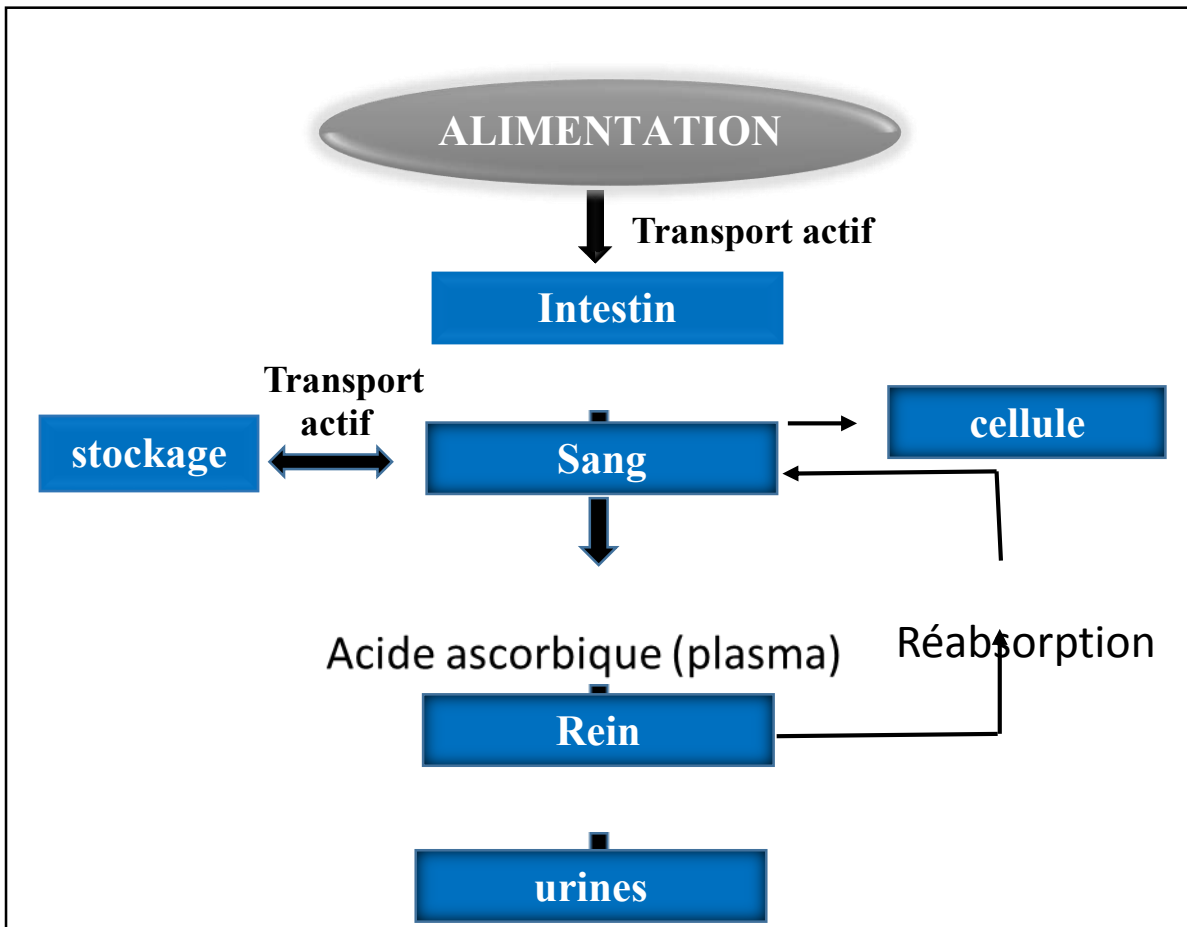 ALIMENTATION
Transport actif
Intestin
Transport
actif
cellule
stockage
Sang
Acide ascorbique (plasma)
Réabsorption
Rein
urines